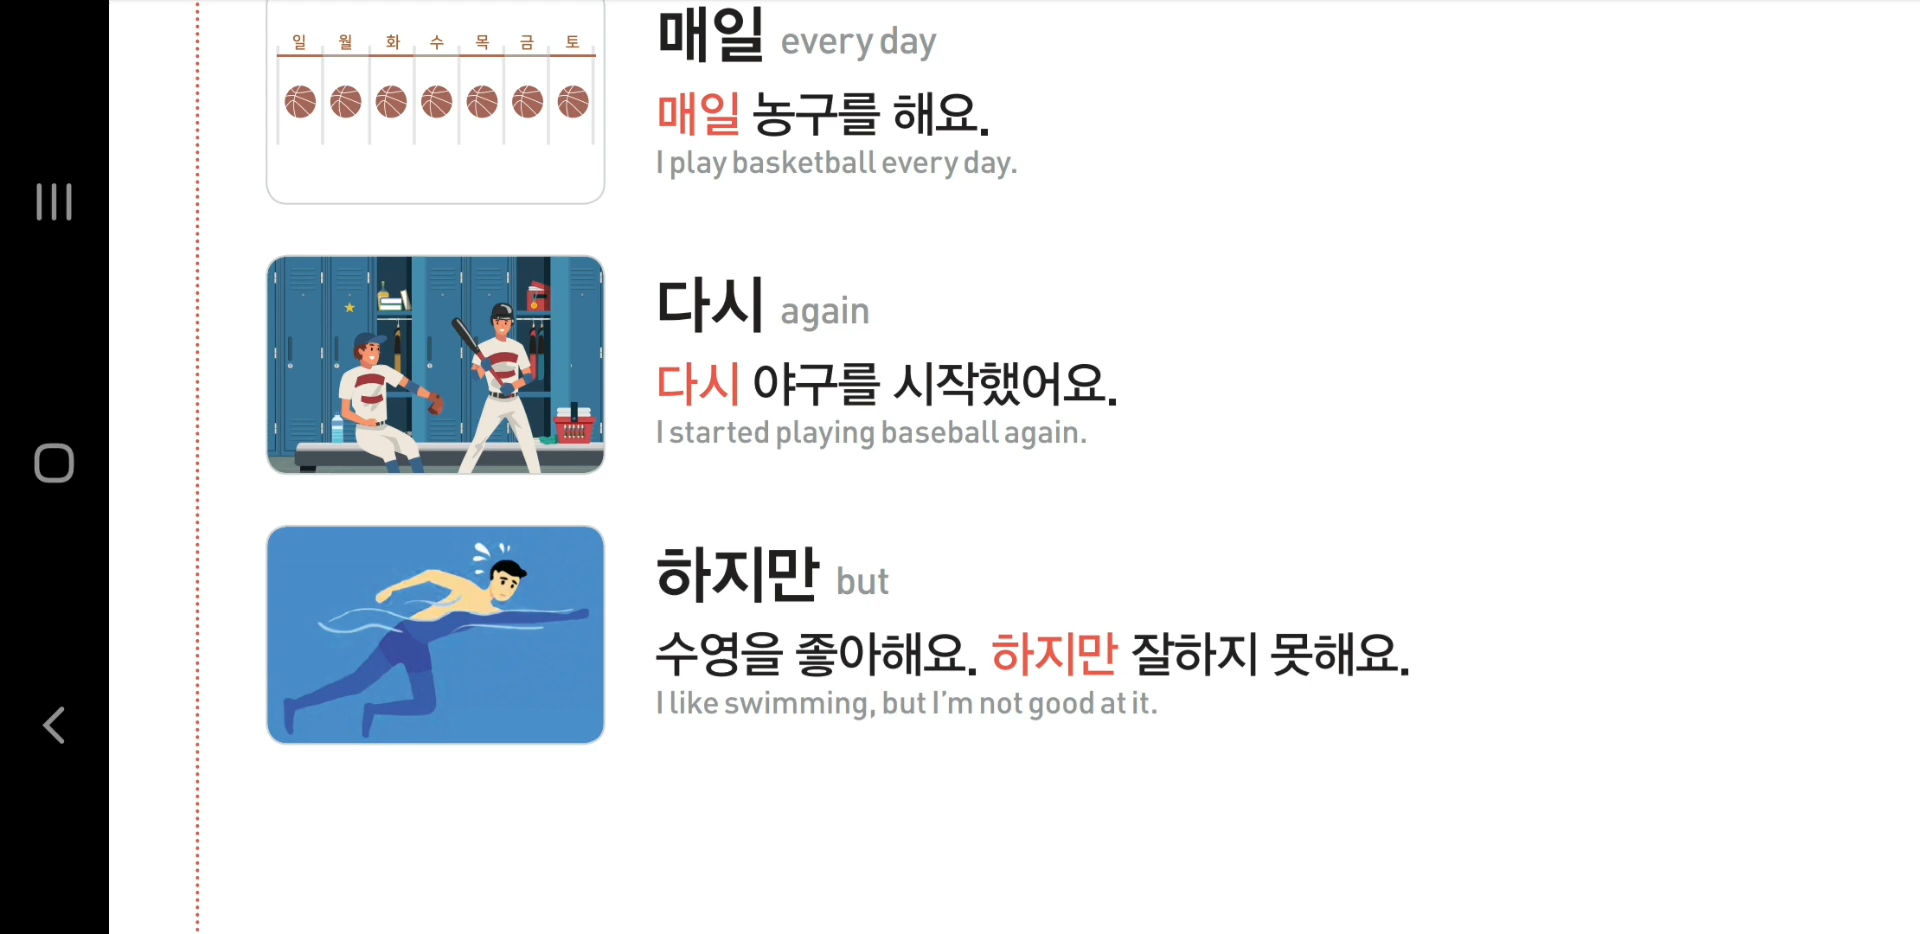 일 월 화 수 목 금 토
매일 every day
매일 농구를 해요.
I play basketball every day.
다시 again
다시 야구를 시작했어요.
I started playing baseball again.
하지만 but
수영을 좋아해요. 하지만 잘하지 못해요.
I like swimming, but I’m not good at it.